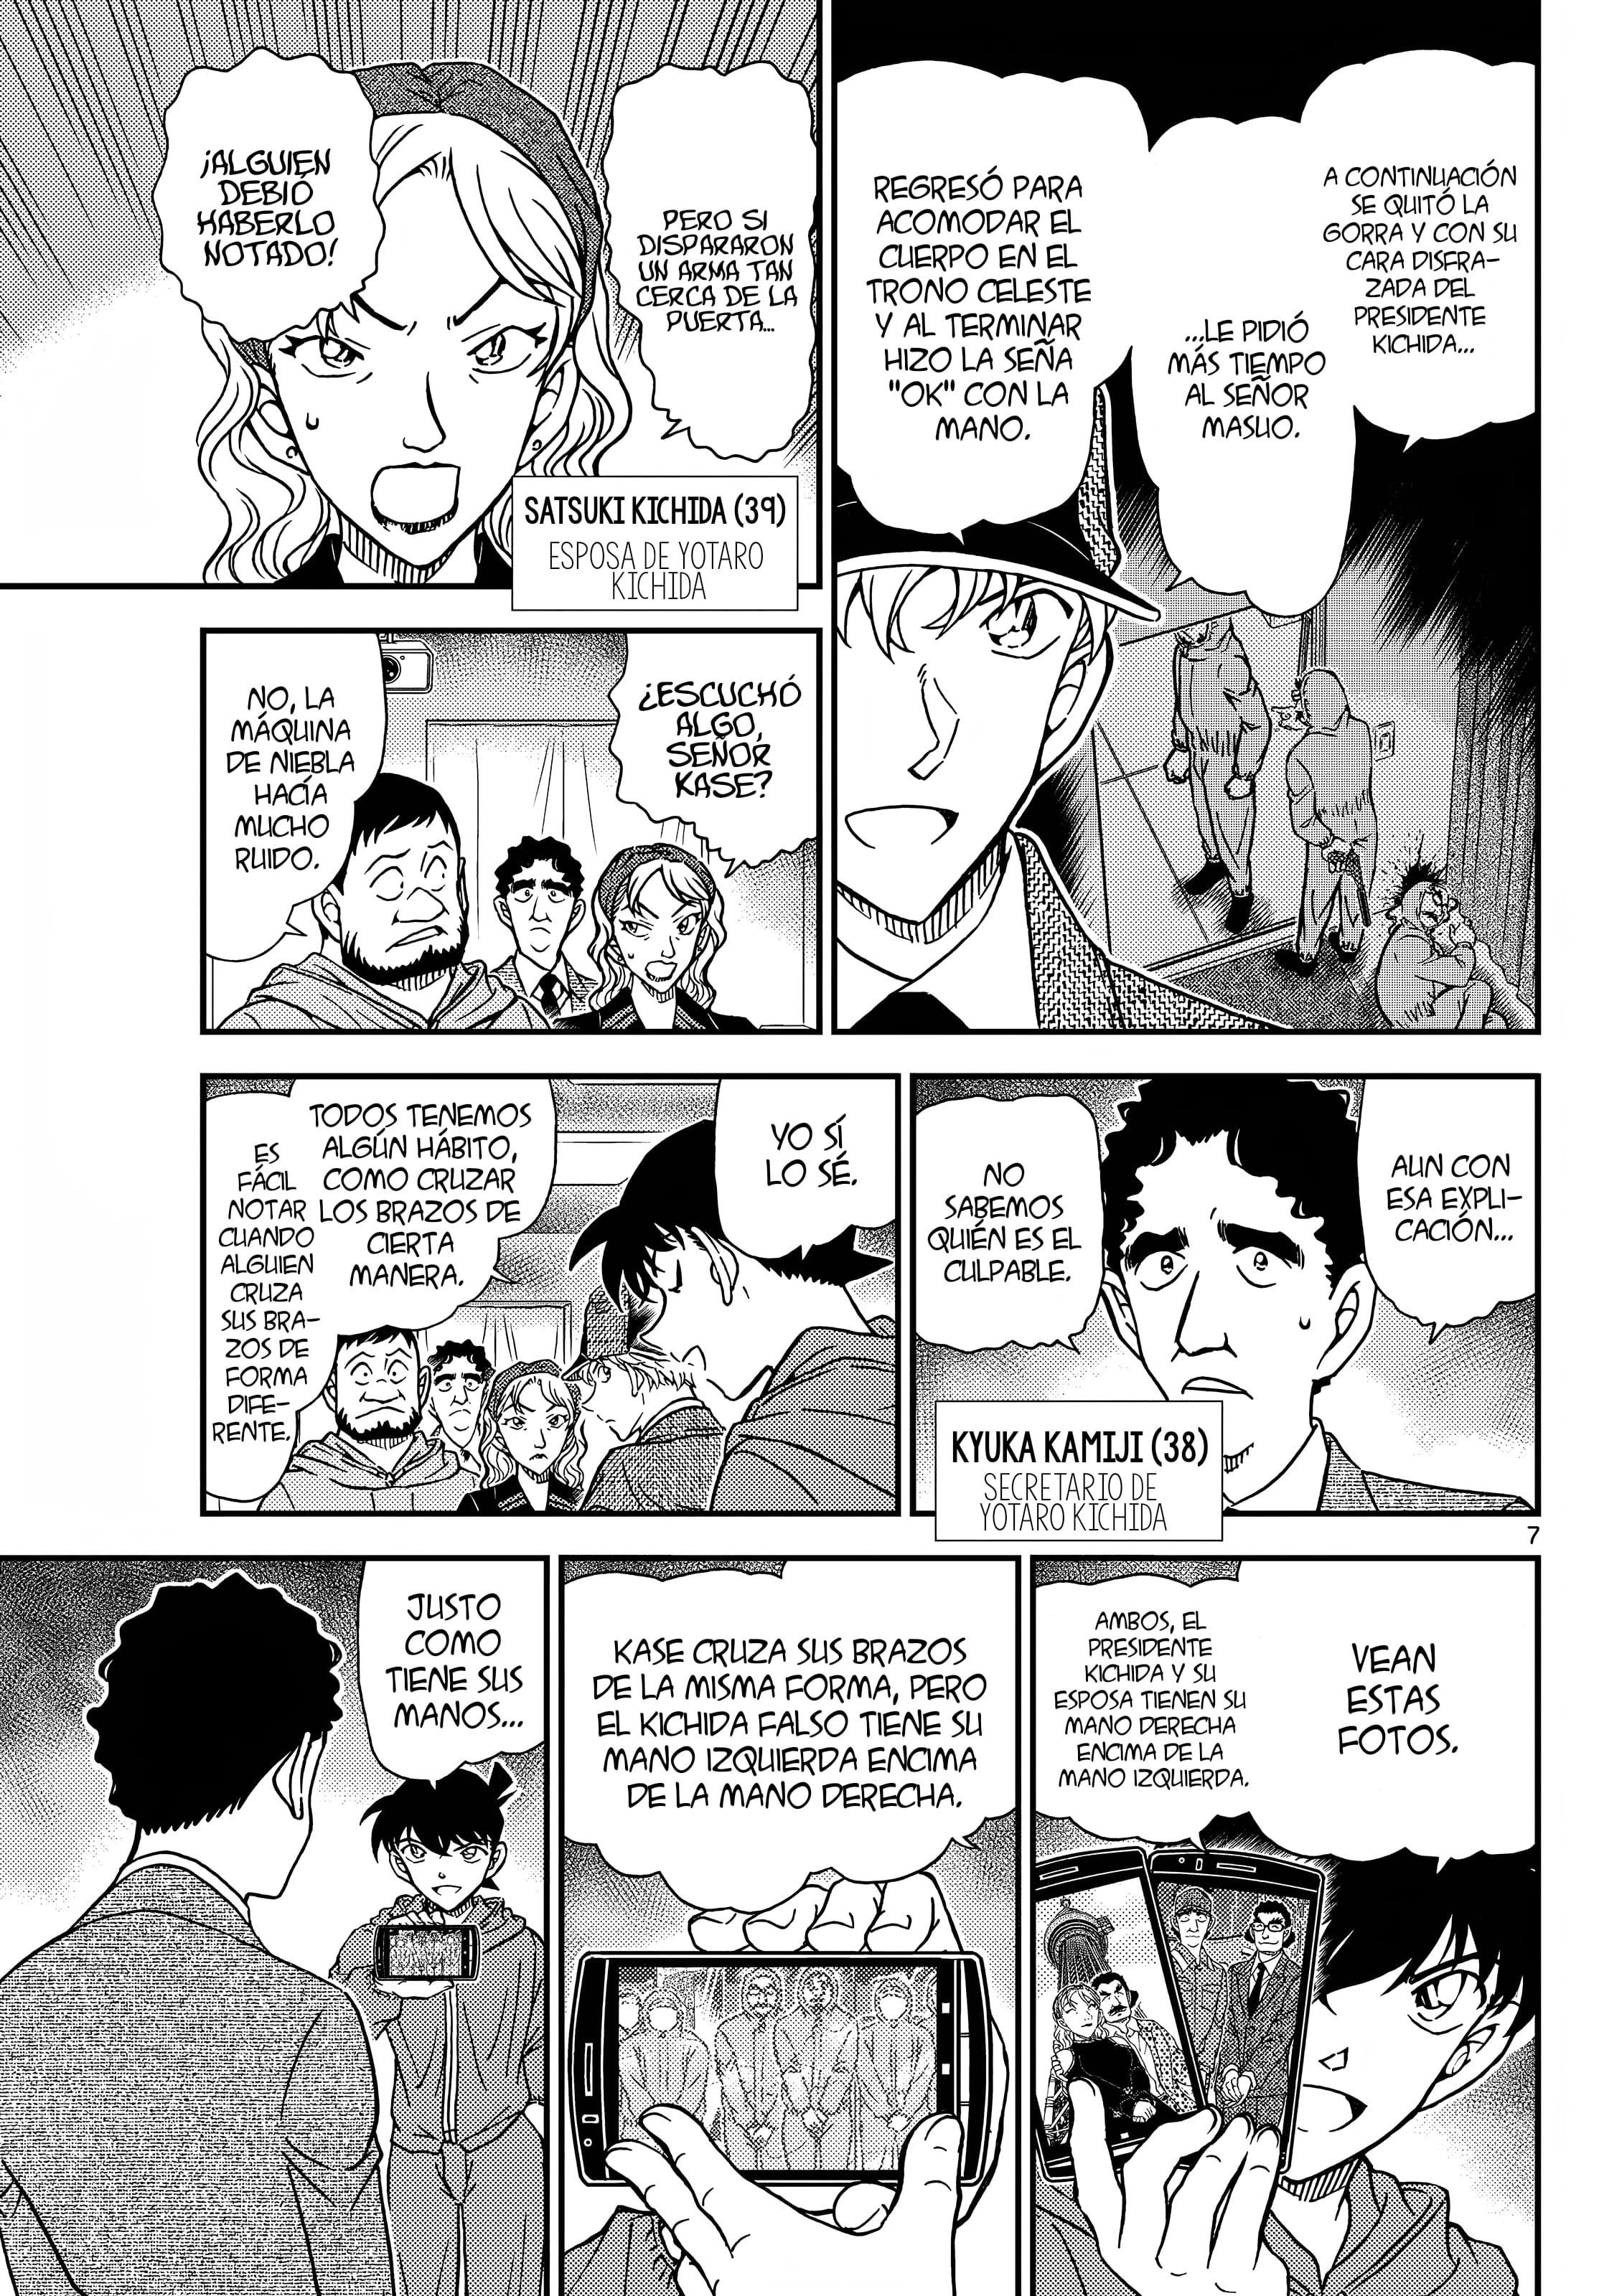 A CONTINUACIÓN
SE QUITÓ LA
GORRA Y CON SU
CARA DISFRA-
ZADA DEL
PRESIDENTE
KICHIDA...
...LE PIDIÓ
MÁS TIEMPO
AL SEÑOR
MASUO.
REGRESÓ PARA
ACOMODAR EL
CUERPO EN EL
TRONO CELESTE
Y AL TERMINAR
HIZO LA SEÑA
"OK" CON LA
MANO.
PERO SI
DISPARARON
UN ARMA TAN
CERCA DE LA
PUERTA...
¡ALGUIEN
DEBIÓ
HABERLO
NOTADO!
SATSUKI KICHIDA (39)
ESPOSA DE YOTARO
KICHIDA
¿ESCUCHÓ
ALGO,
SEÑOR
KASE?
NO, LA
MÁQUINA
DE NIEBLA
HACÍA
MUCHO
RUIDO.
AUN CON
ESA EXPLI-
CACIÓN...
NO
SABEMOS
QUIÉN ES EL
CULPABLE.
KYUKA KAMIJI (38)
SECRETARIO DE
YOTARO KICHIDA
YO SÍ
LO SÉ.
TODOS TENEMOS
ALGÚN HÁBITO,
COMO CRUZAR
LOS BRAZOS DE
CIERTA
MANERA.
ES
FÁCIL
NOTAR
CUANDO
ALGUIEN
CRUZA
SUS BRA-
ZOS DE
FORMA
DIFE-
RENTE.
7
VEAN
ESTAS
FOTOS.
AMBOS, EL
PRESIDENTE
KICHIDA Y SU
ESPOSA TIENEN SU
MANO DERECHA
ENCIMA DE LA
MANO IZQUIERDA.
KASE CRUZA SUS BRAZOS
DE LA MISMA FORMA, PERO
EL KICHIDA FALSO TIENE SU
MANO IZQUIERDA ENCIMA
DE LA MANO DERECHA.
JUSTO
COMO
TIENE SUS
MANOS...